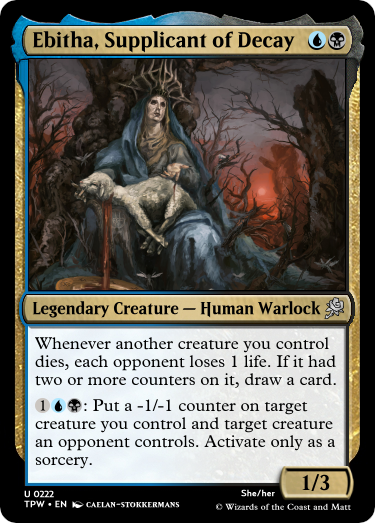 Ebitha, Supplicant of Decay
Legendary Creature — Human Warlock
Whenever another creature you control
dies, each opponent loses 1 life. If it had
two or more counters on it, draw a card.
1: Put a -1/-1 counter on target
creature you control and target creature
an opponent controls. Activate only as a
sorcery.
1/3
U 0222
She/her
TPW • EN CAELAN-STOKKERMANS
© Wizards of the Coast and Matt